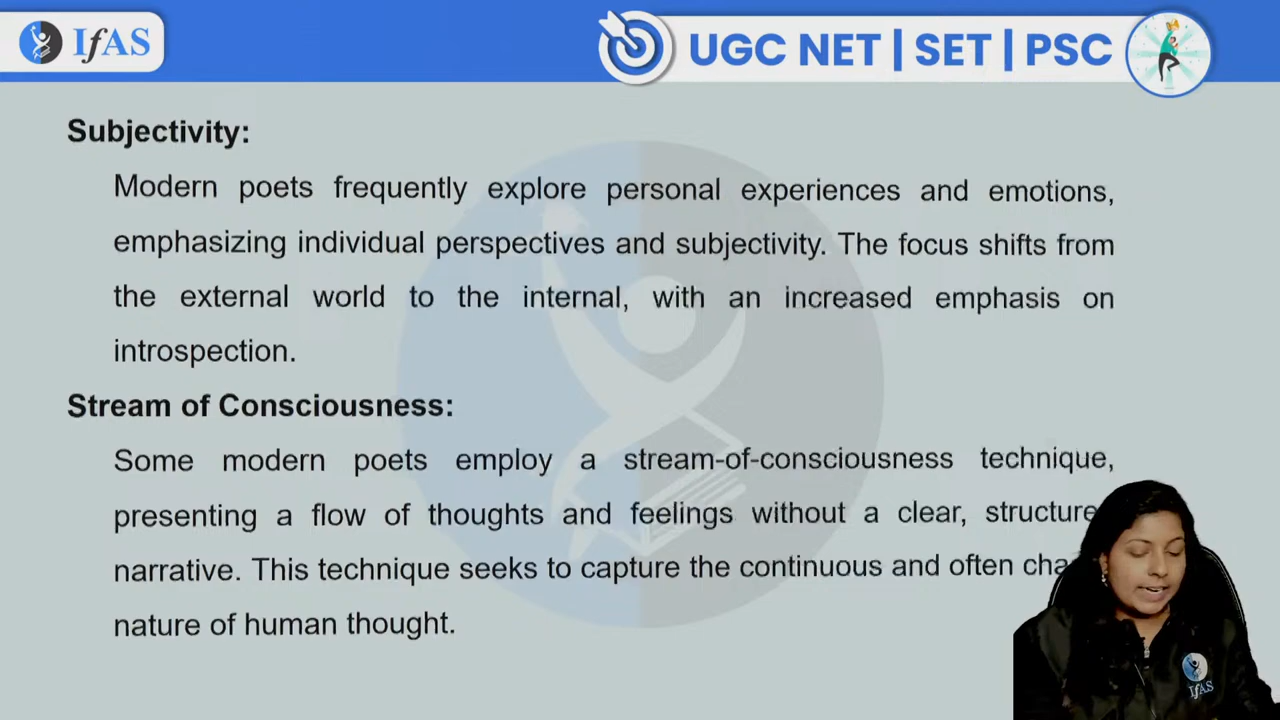 IfAS
UGC NET | SET | PSC
Subjectivity:
Modern poets frequently explore personal experiences and emotions,
emphasizing individual perspectives and subjectivity. The focus shifts from
the external world to the internal, with an increased emphasis on
introspection.
Stream of Consciousness:
Some modern poets employ a stream-of-consciousness technique,
presenting a flow of thoughts and feelings without a clear, structure
narrative. This technique seeks to capture the continuous and often cha
nature of human thought.
IfAS